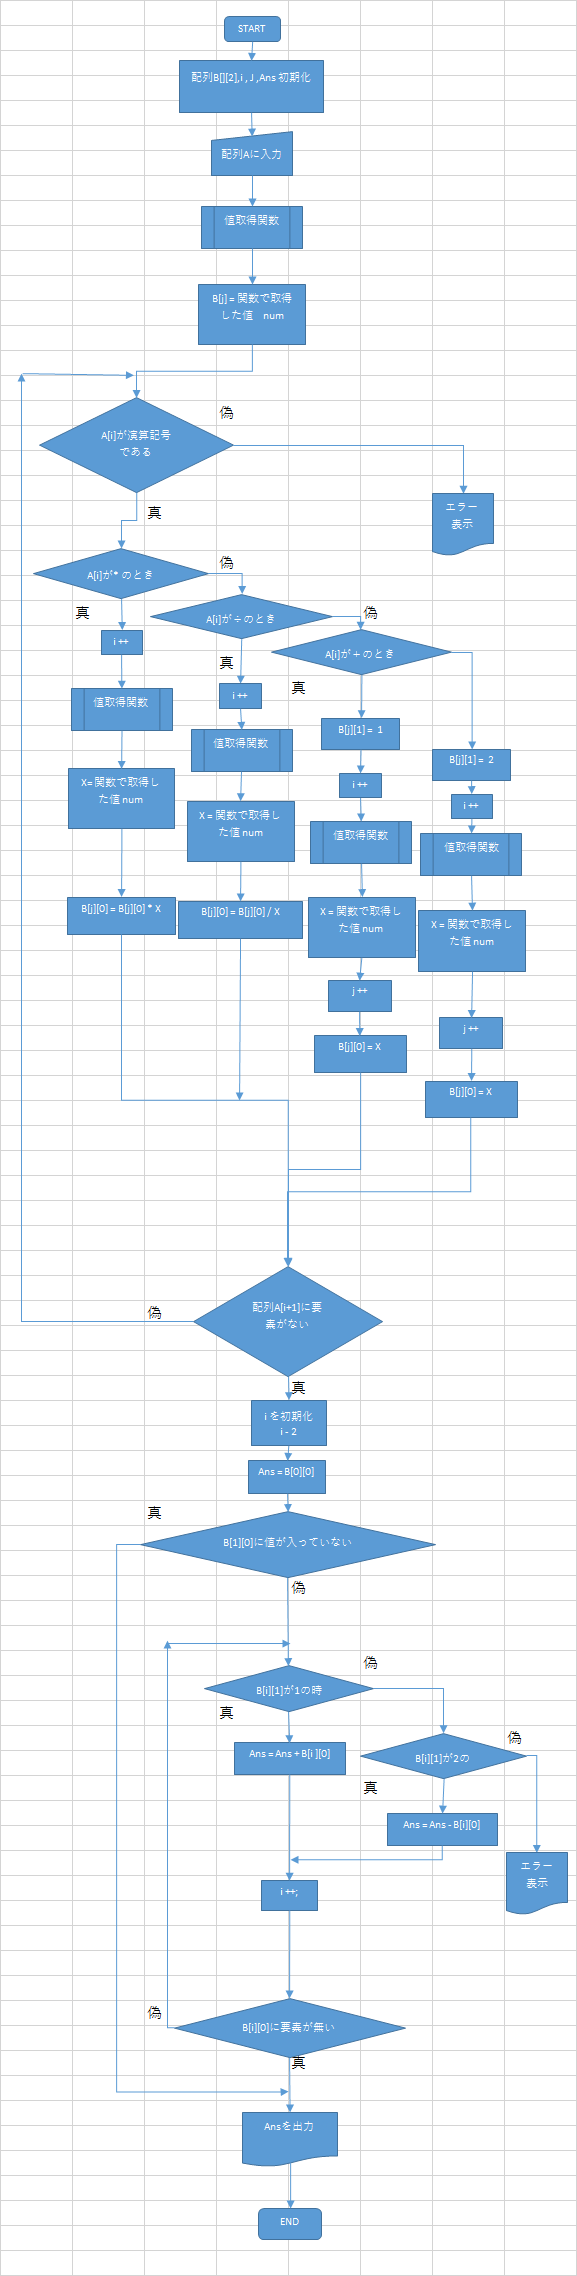 START
配列B[][2],i , J ,Ans 初期化
配列Aに入力
値取得関数
B[j] = 関数で取得
した値 num
A[i]が演算記号
である
偽
真
エラー
表示
A[i]が* のとき
偽
真
A[i]が÷のとき
偽
真
A[i]が+のとき
真
i ++
値取得関数
X= 関数で取得し
た値 num
B[j][0] = B[j][0] * X
i ++
値取得関数
X = 関数で取得し
た値 num
B[j][0] = B[j][0] / X
B[j][1] = 1
i ++
値取得関数
X = 関数で取得し
た値 num
j ++
B[j][0] = X
B[j][1] = 2
i ++
値取得関数
X = 関数で取得し
た値 num
j ++
B[j][0] = X
配列A[i+1]に要
素がない
偽
真
i を初期化
i - 2
Ans = B[0][0]
真
B[1][0]に値が入っていない
偽
B[i][1]が1の時
偽
真
Ans = Ans + B[i ][0]
B[i][1]が2の
偽
真
Ans = Ans - B[i][0]
エラー
表示
i ++;
偽
B[i][0]に要素が無い
真
Ansを出力
END